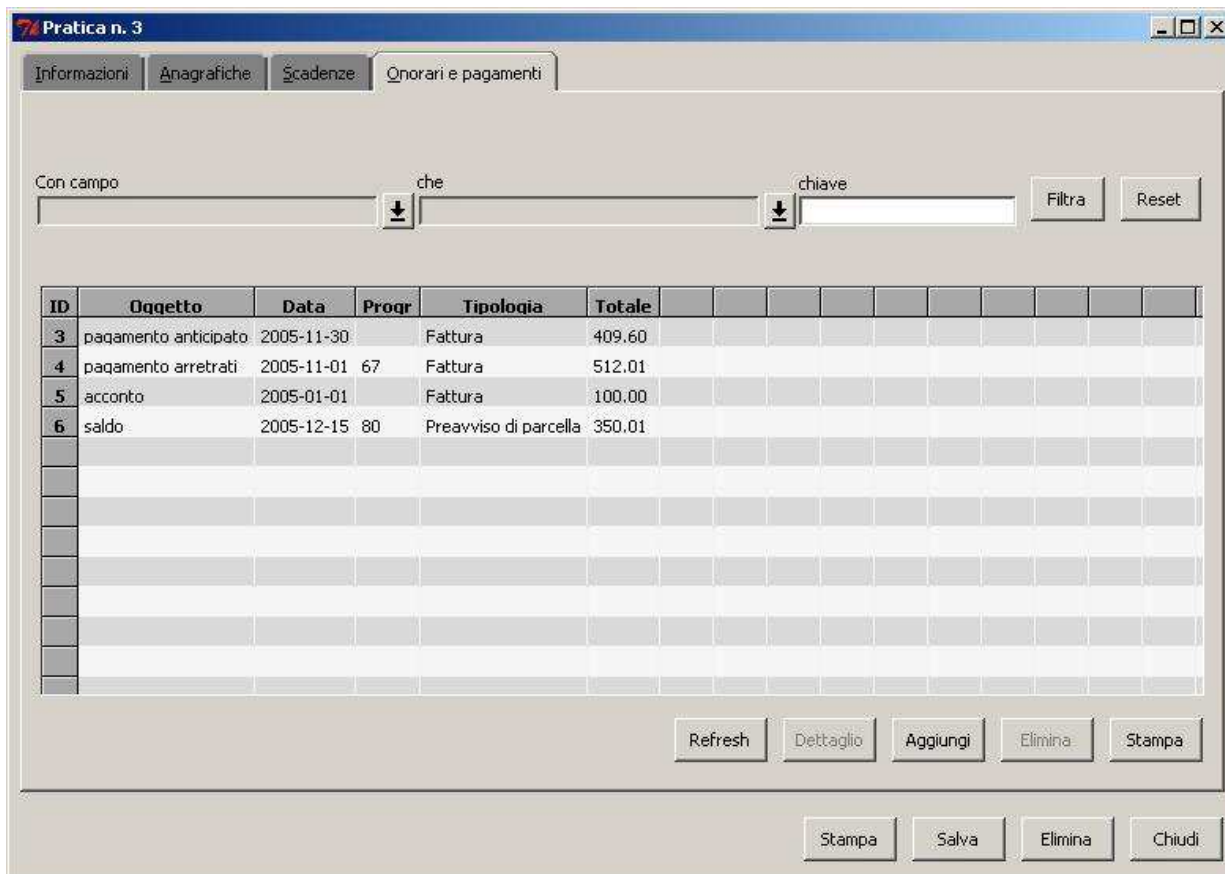 Pratica n. 3
Informazioni Anagrafiche Scadenze Onorari e pagamenti
Con campo che chiave
Filtra Reset
ID Oggetto Data Progr Tipologia Totale
3 pagamento anticipato 2005-11-30 Fattura 409.60
4 pagamento arretrati 2005-11-01 67 Fattura 512.01
5 acconto 2005-01-01 Fattura 100.00
6 saldo 2005-12-15 80 Preavviso di parcella 350.01
Refresh Dettaglio Aggiungi Elimina Stampa
Stampa Salva Elimina Chiudi